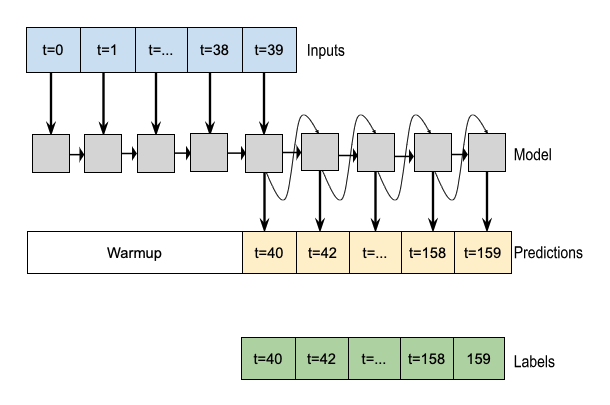 t=0 t=1 t=... t=38 t=39 Inputs
Model
Warmup t=40 t=42 t=... t=158 t=159 Predictions
t=40 t=42 t=... t=158 159 Labels